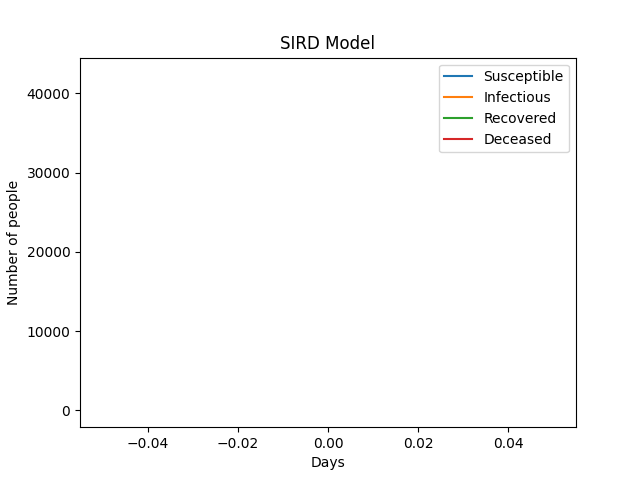 SIRD Model
Susceptible
Infectious
Recovered
Deceased
Number of people
40000
30000
20000
10000
0
−0.04
−0.02
0.00
0.02
0.04
Days